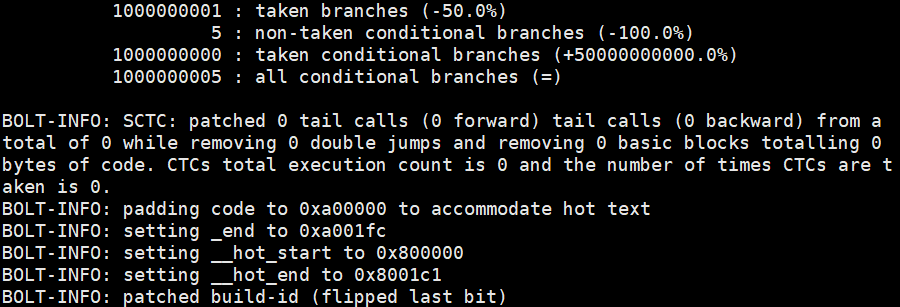 1000000001 : taken branches (-50.0%)
5 : non-taken conditional branches (-100.0%)
1000000000 : taken conditional branches (+50000000000.0%)
1000000005 : all conditional branches (=)
BOLT-INFO: SCTC: patched 0 tail calls (0 forward) tail calls (0 backward) from a
total of 0 while removing 0 double jumps and removing 0 basic blocks totalling 0
bytes of code. CTCs total execution count is 0 and the number of times CTCs are t
aken is 0.
BOLT-INFO: padding code to 0xa00000 to accommodate hot text
BOLT-INFO: setting _end to 0xa001fc
BOLT-INFO: setting __hot_start to 0x800000
BOLT-INFO: setting __hot_end to 0x8001c1
BOLT-INFO: patched build-id (flipped last bit)